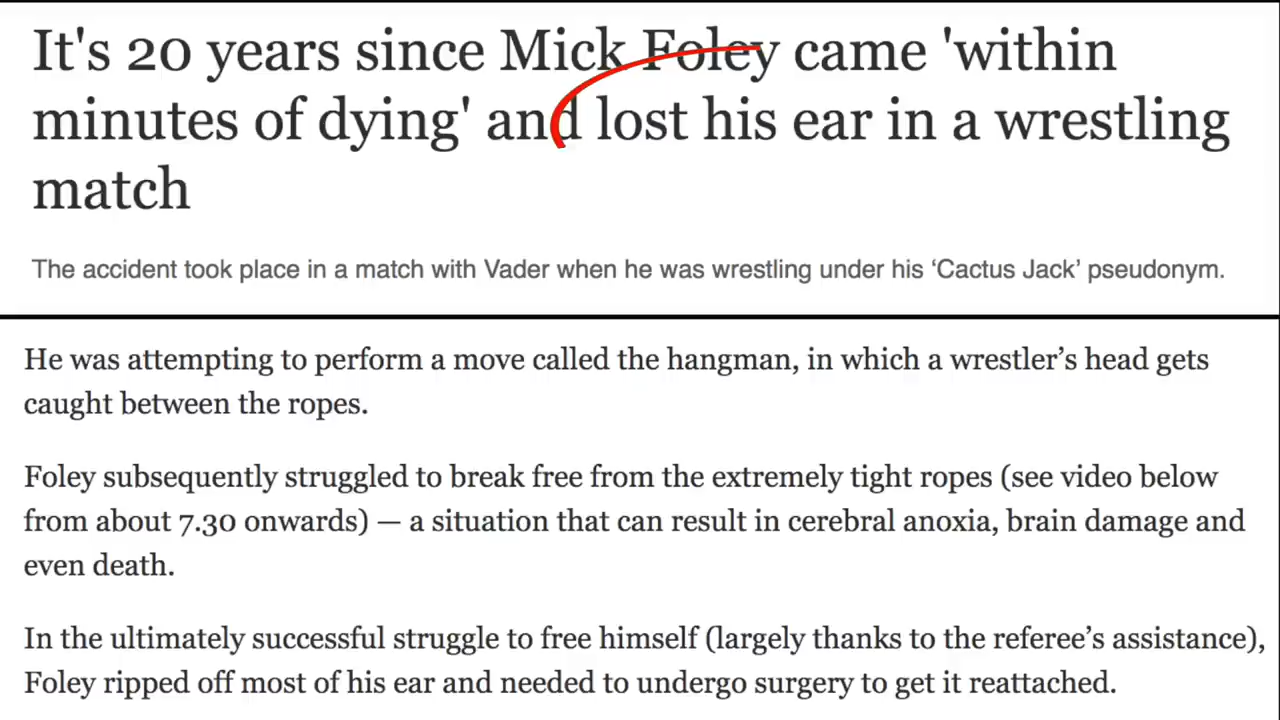 It's 20 years since Mick Foley came 'within
minutes of dying' and lost his ear in a wrestling
match
The accident took place in a match with Vader when he was wrestling under his ‘Cactus Jack’ pseudonym.
He was attempting to perform a move called the hangman, in which a wrestler’s head gets
caught between the ropes.
Foley subsequently struggled to break free from the extremely tight ropes (see video below
from about 7.30 onwards) — a situation that can result in cerebral anoxia, brain damage and
even death.
In the ultimately successful struggle to free himself (largely thanks to the referee’s assistance),
Foley ripped off most of his ear and needed to undergo surgery to get it reattached.